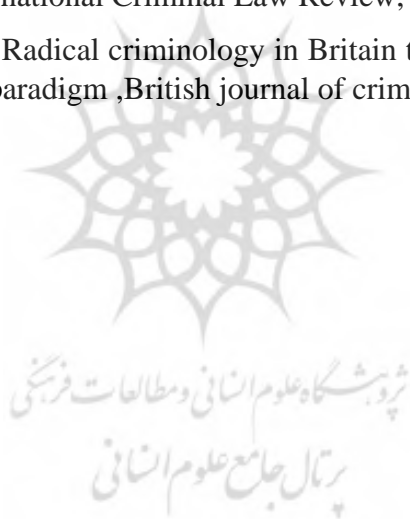 national Criminal Law Review,
Radical criminology in Britain t
paradigm ,British journal of crim
پژوهشگاه علوم انسانی و مطالعات فرهنگی
پرتال جامع علوم انسانی